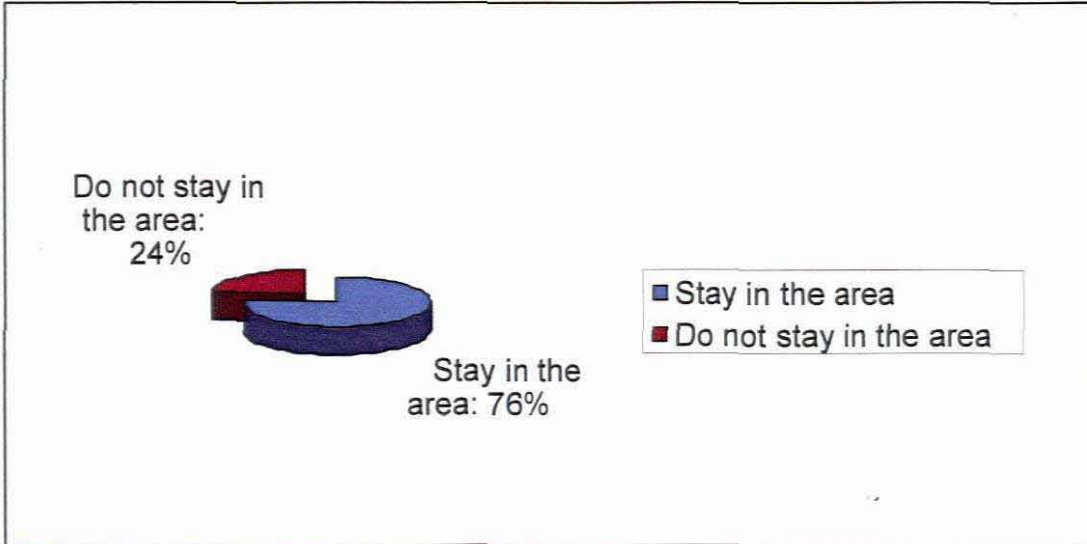 Do not stay in
the area:
24%
Stay in the
area: 76%
Stay in the area
Do not stay in the area